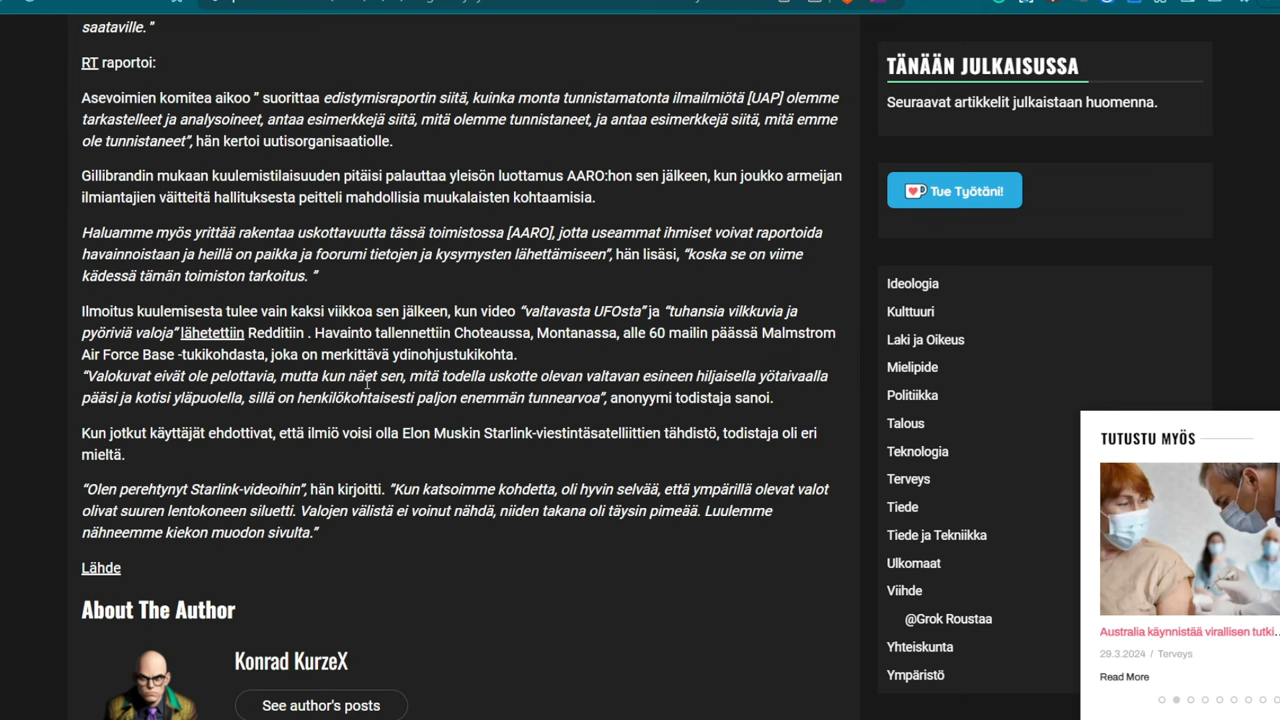 saataville."
RT raportoi:
Asevoimien komitea aikoo " suorittaa edistymisraportin siitä, kuinka monta tunnistamatonta ilmailmiötä [UAP] olemme
tarkastelleet ja analysoineet, antaa esimerkkejä siitä, mitä olemme tunnistaneet, ja antaa esimerkkejä siitä, mitä emme
ole tunnistaneet", hän kertoi uutisorganisaatiolle.
Gillibrandin mukaan kuulemistilaisuuden pitäisi palauttaa yleisön luottamus AARO:hon sen jälkeen, kun joukko armeijan
ilmiantajien väitteitä hallituksesta peitteli mahdollisia muukalaisten kohtaamisia.
Haluamme myös yrittää rakentaa uskottavuutta tässä toimistossa [AARO], jotta useammat ihmiset voivat raportoida
havainnoistaan ja heillä on paikka ja foorumi tietojen ja kysymysten lähettämiseen", hän lisäsi, "koska se on viime
kädessä tämän toimiston tarkoitus. "
Ilmoitus kuulemisesta tulee vain kaksi viikkoa sen jälkeen, kun video "valtavasta UFOsta" ja "tuhansia vilkkuvia ja
pyöriviä valoja" lähetettiin Redditiin . Havainto tallennettiin Choteaussa, Montanassa, alle 60 mailin päässä Malmstrom
Air Force Base -tukikohdasta, joka on merkittävä ydinohjustukikohta.
"Valokuvat eivät ole pelottavia, mutta kun näet sen, mitä todella uskotte olevan valtavan esineen hiljaisella yötaivaalla
pääsi ja kotisi yläpuolella, sillä on henkilökohtaisesti paljon enemmän tunnearvoa", anonyymi todistaja sanoi.
Kun jotkut käyttäjät ehdottivat, että ilmiö voisi olla Elon Muskin Starlink-viestintäsatelliittien tähdistö, todistaja oli eri
mieltä.
"Olen perehtynyt Starlink-videoihin", hän kirjoitti. "Kun katsoimme kohdetta, oli hyvin selvää, että ympärillä olevat valot
olivat suuren lentokoneen siluetti. Valojen välistä ei voinut nähdä, niiden takana oli täysin pimeää. Luulemme
nähneemme kiekon muodon sivulta."
Lähde
About The Author
Konrad KurzeX
See author's posts
TÄNÄÄN JULKAISUSSA
Seuraavat artikkelit julkaistaan huomenna.
Tue Työtäni!
Ideologia
Kulttuuri
Laki ja Oikeus
Mielipide
Politiikka
Talous
Teknologia
Terveys
Tiede
Tiede ja Tekniikka
Ulkomaat
Viihde
@Grok Roustaa
Yhteiskunta
Ympäristö
TUTUSTU MYÖS
Australia käynnistää virallisen tutki...
29.3.2024 / Terveys
Read More